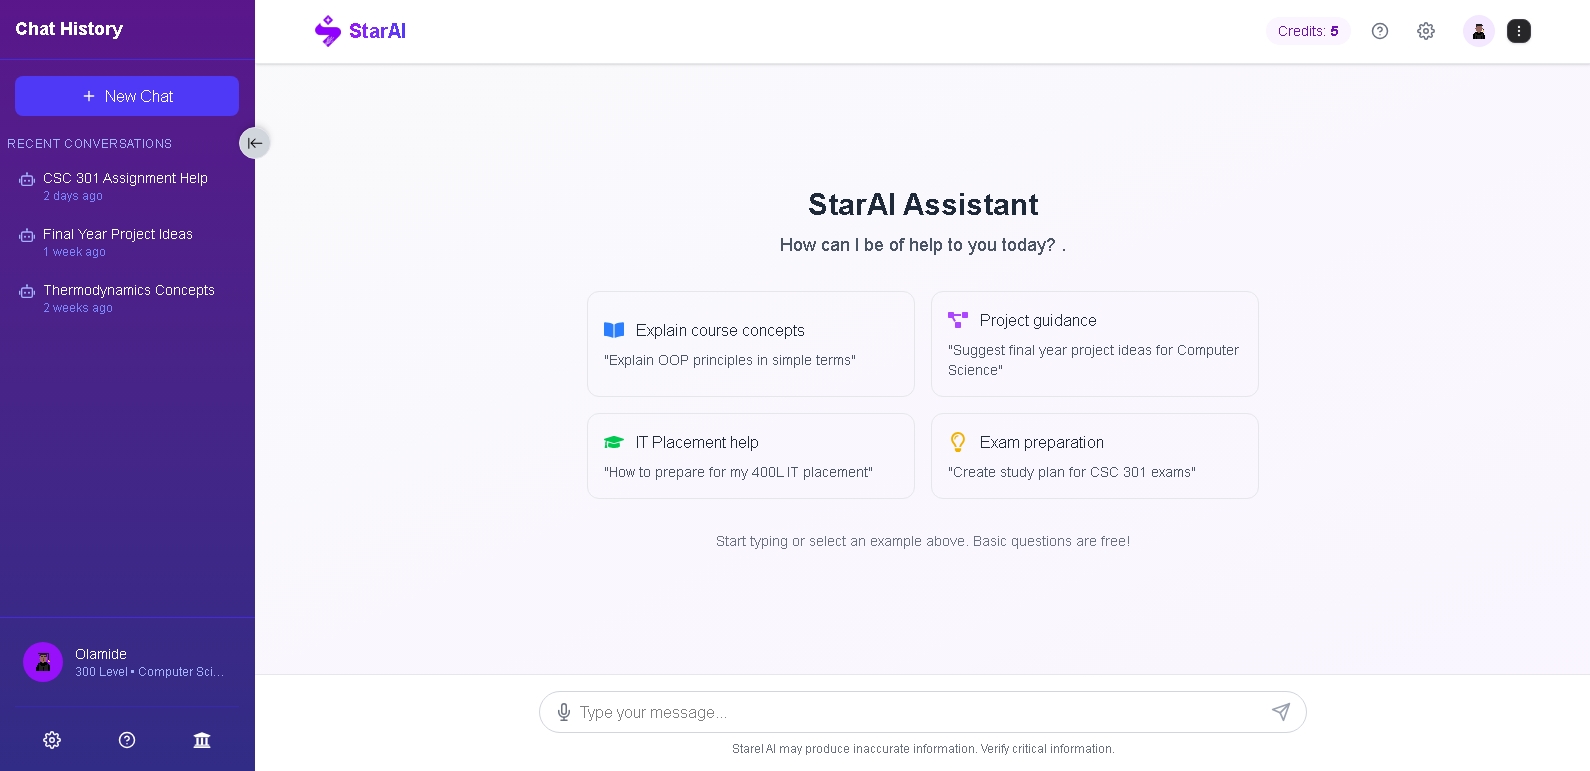 Chat History
+ New Chat
RECENT CONVERSATIONS
CSC 301 Assignment Help
2 days ago
Final Year Project Ideas
1 week ago
Thermodynamics Concepts
2 weeks ago
Olamide
300 Level • Computer Sci...
StarAI
Credits: 5
StarAI Assistant
How can I be of help to you today? .
Explain course concepts
"Explain OOP principles in simple terms"
Project guidance
"Suggest final year project ideas for Computer
Science"
IT Placement help
"How to prepare for my 400L IT placement"
Exam preparation
"Create study plan for CSC 301 exams"
Start typing or select an example above. Basic questions are free!
Type your message...
Starel AI may produce inaccurate information. Verify critical information.